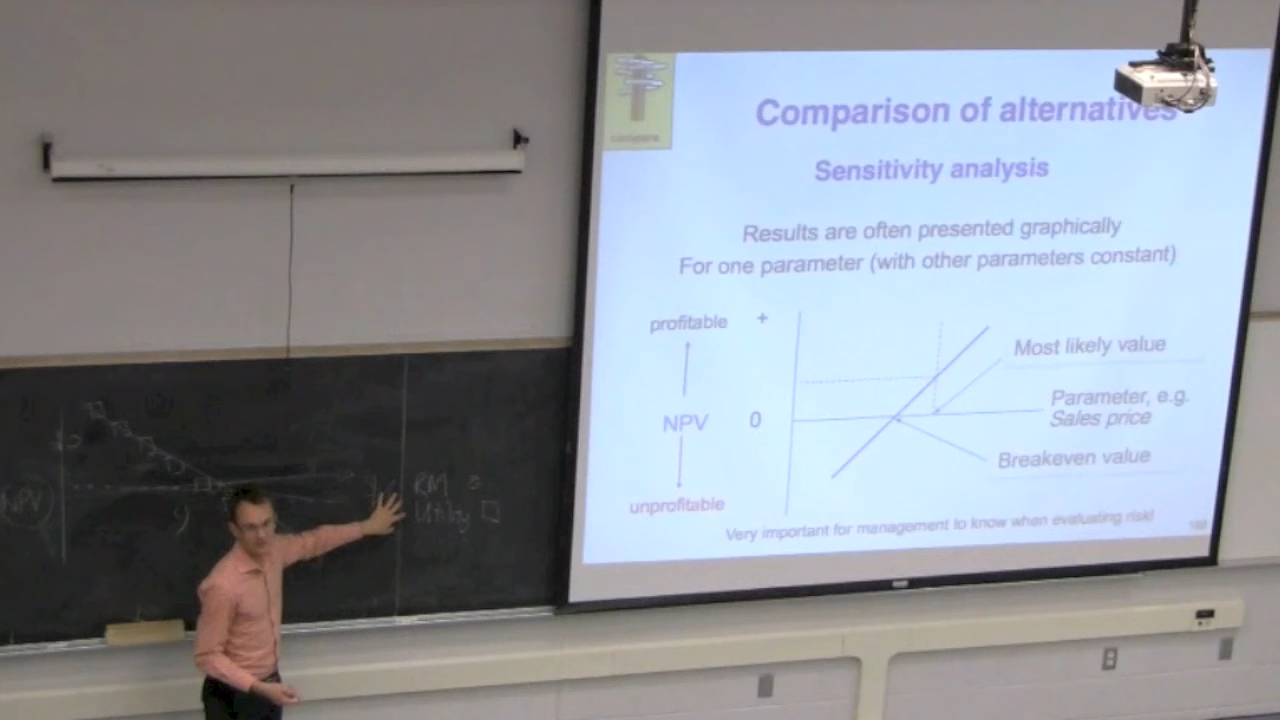 compare
Comparison of alternatives
Sensitivity analysis
Results are often presented graphically
For one parameter (with other parameters constant)
profitable
+
Most likely value
Parameter, e.g.
Sales price
NPV
0
Breakeven value
unprofitable
Very important for management to know when evaluating risk!
NPV
RM
Utility